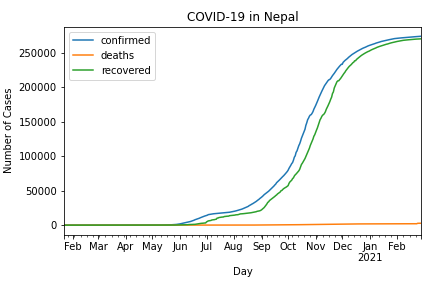 COVID-19 in Nepal
confirmed
deaths
recovered
Number of Cases
250000
200000
150000
100000
50000
0
Feb Mar Apr May Jun Jul Aug Sep Oct Nov Dec Jan Feb
2021
Day